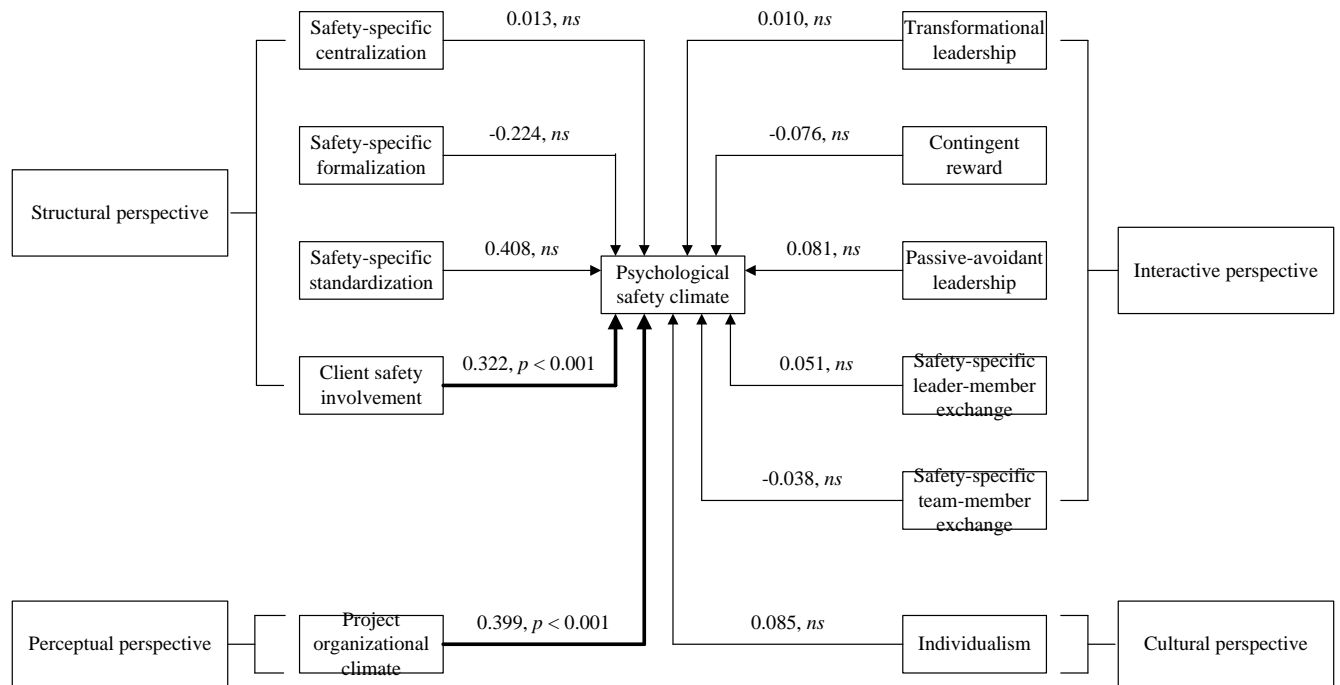 Safety-specific
centralization
0.013, ns
0.010, ns
Transformational
leadership
Safety-specific
formalization
-0.224, ns
-0.076, ns
Contingent
reward
Structural perspective
Safety-specific
standardization
0.408, ns
Psychological
safety climate
0.081, ns
Passive-avoidant
leadership
Interactive perspective
Client safety
involvement
0.322, p < 0.001
0.051, ns
Safety-specific
leader-member
exchange
-0.038, ns
Safety-specific
team-member
exchange
Perceptual perspective
Project
organizational
climate
0.399, p < 0.001
0.085, ns
Individualism
Cultural perspective